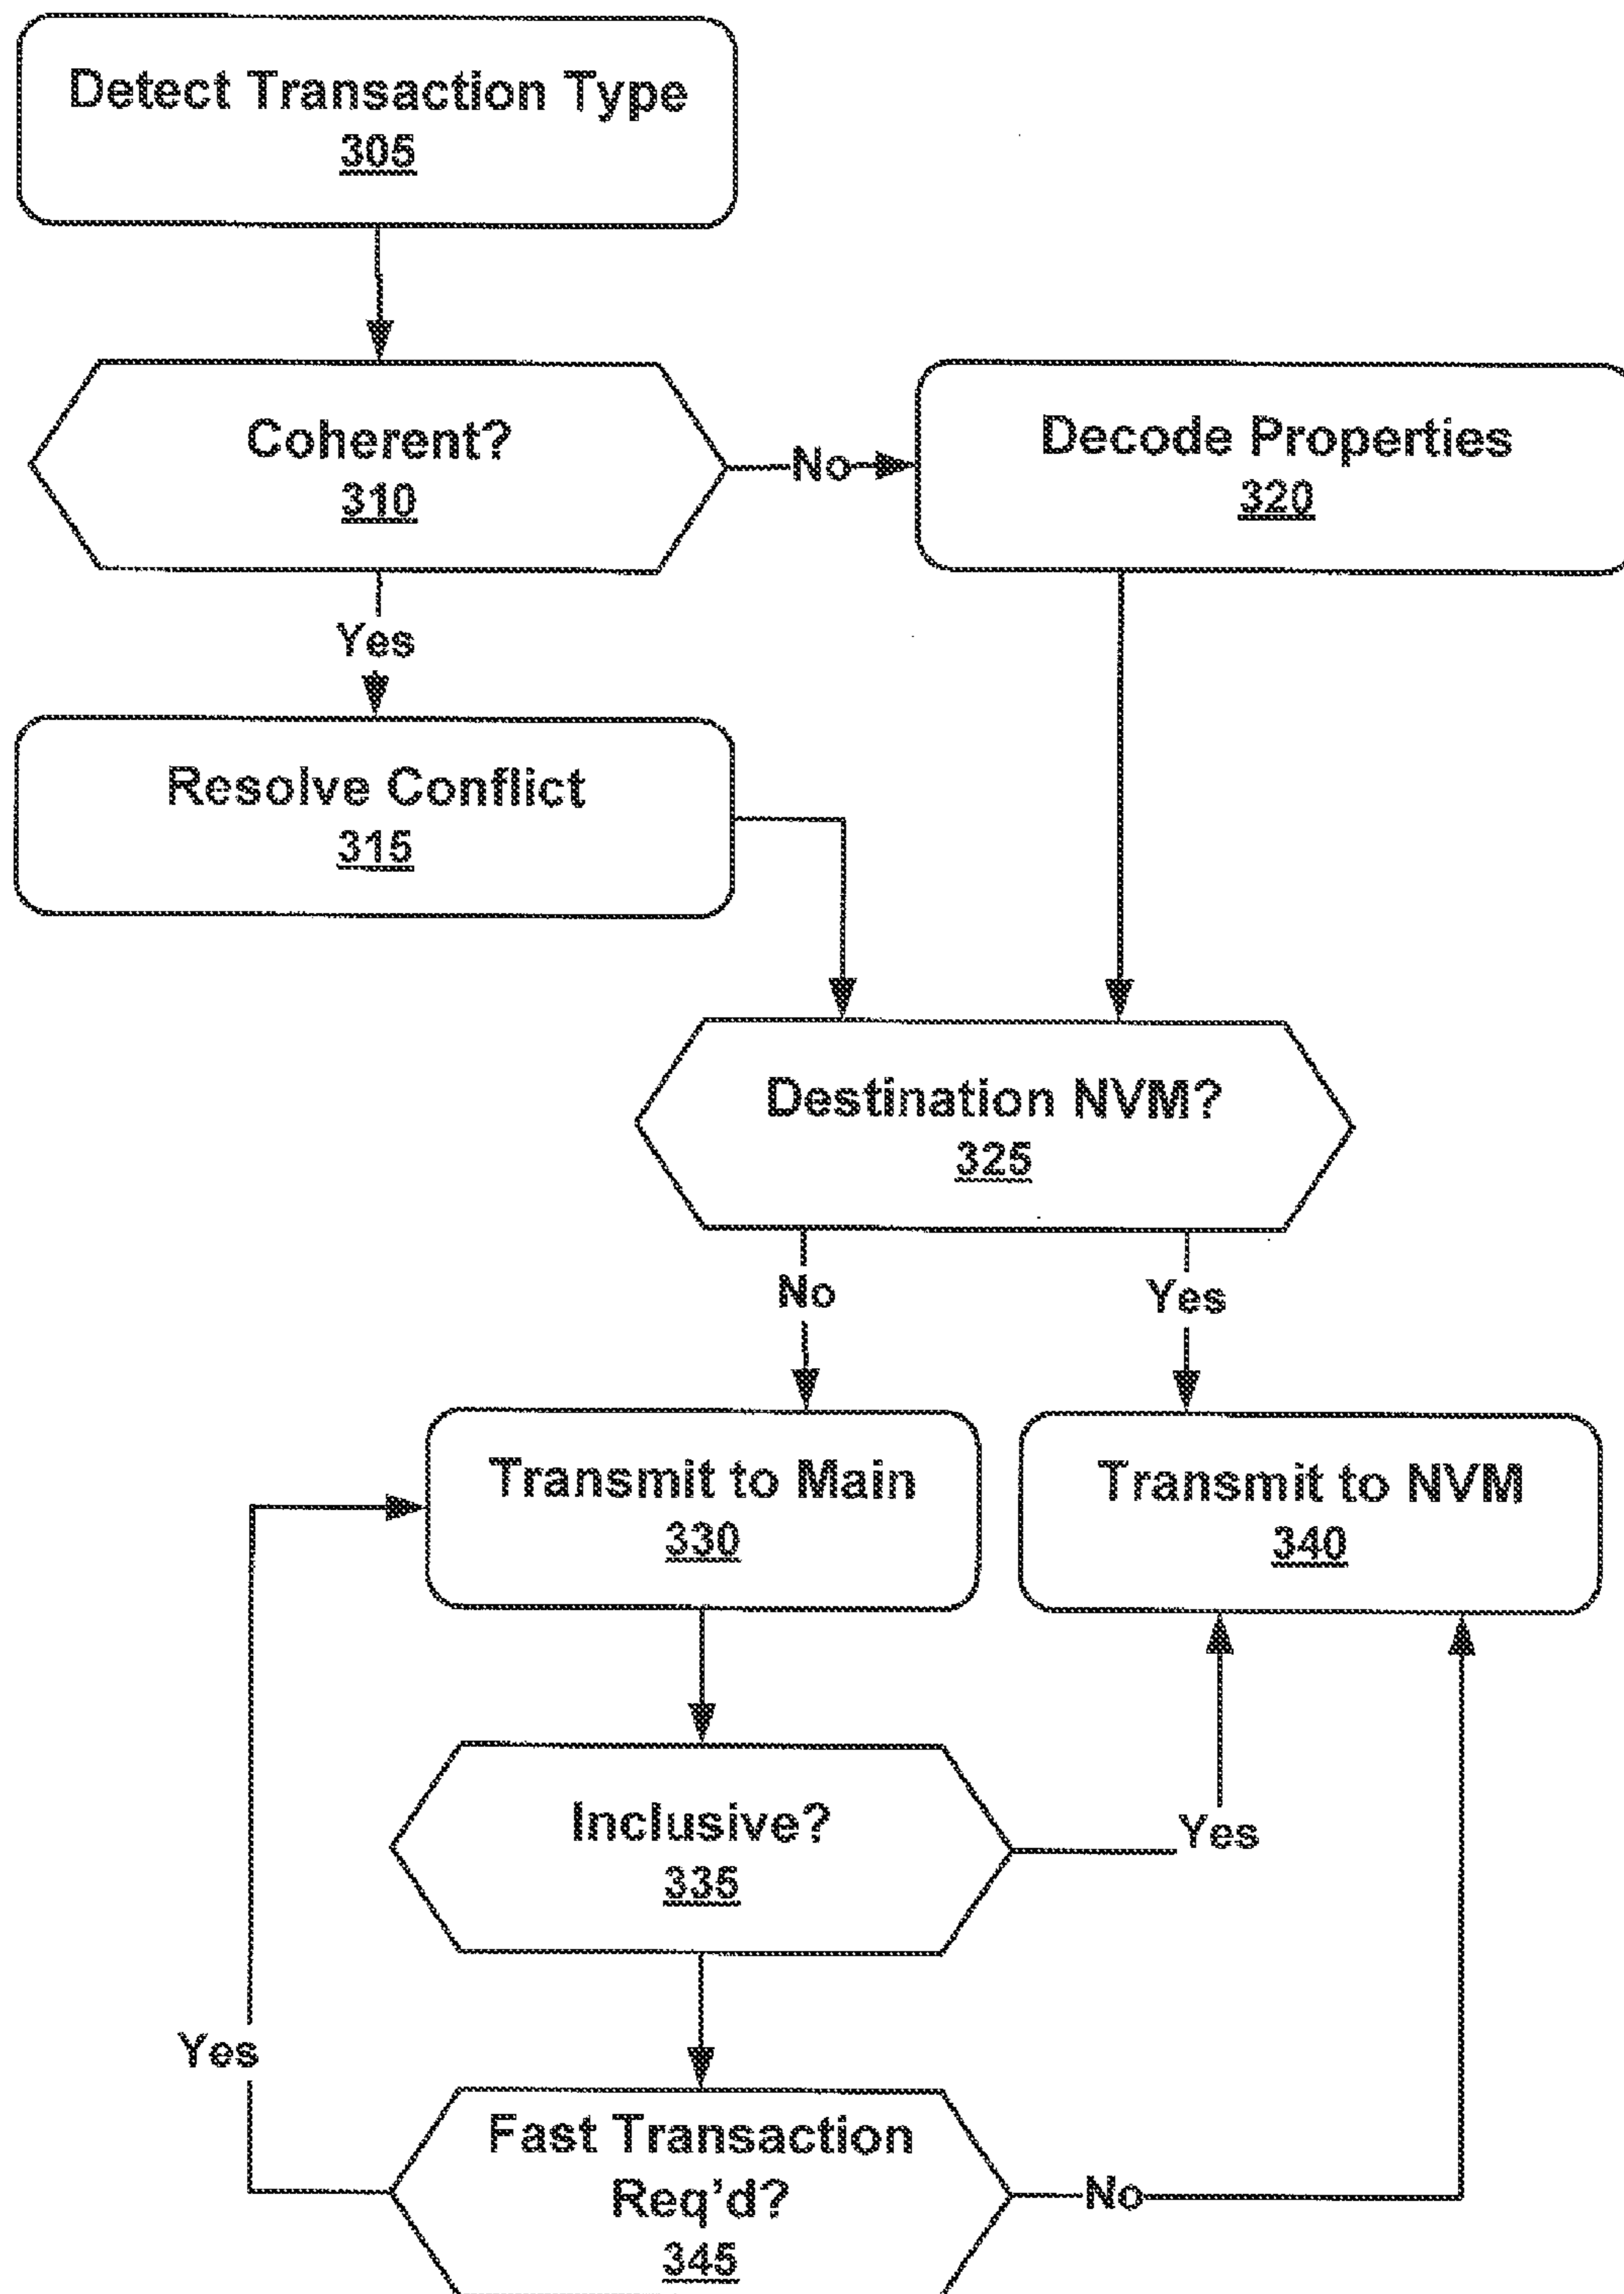 Detect Transaction Type
305
Coherent?
310
No
Decode Properties
320
Yes
Resolve Conflict
315
Destination NVM?
325
No
Yes
Transmit to Main
330
Transmit to NVM
340
Inclusive?
335
Yes
Yes
Fast Transaction
Req'd?
345
No